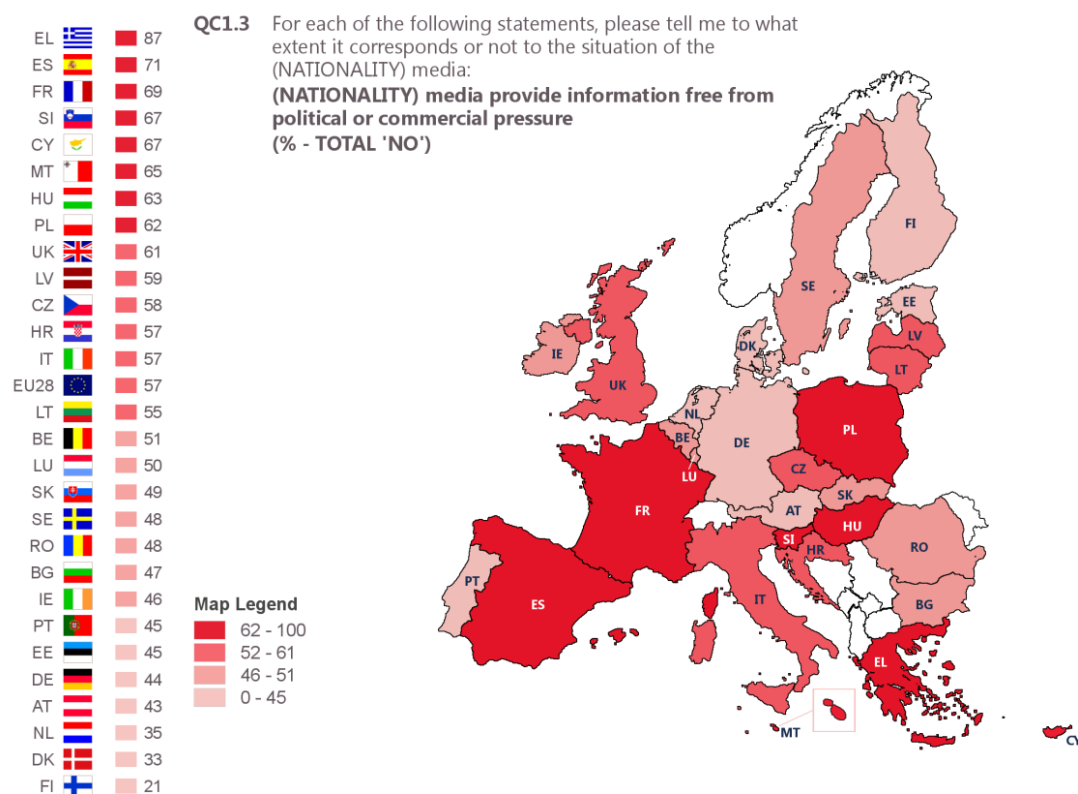 QC1.3 For each of the following statements, please tell me to what
extent it corresponds or not to the situation of the
(NATIONALITY) media:
(NATIONALITY) media provide information free from
political or commercial pressure
(% - TOTAL 'NO')
EL 87
ES 71
FR 69
SI 67
CY 67
MT 65
HU 63
PL 62
UK 61
LV 59
CZ 58
HR 57
IT 57
EU28 57
LT 55
BE 51
LU 50
SK 49
SE 48
RO 48
BG 47
IE 46
PT 45
EE 45
DE 44
AT 43
NL 35
DK 33
FI 21
Map Legend
62 - 100
52 - 61
46 - 51
0 - 45
FI
SE
EE
LV
LT
DK
IE
UK
NL
BE
LU
DE
PL
CZ
SK
AT
HU
FR
SI
HR
RO
BG
IT
PT
ES
EL
MT
CY